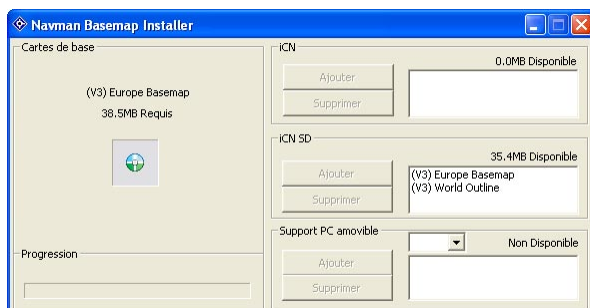 Navman Basemap Installer
Cartes de base
(V3) Europe Basemap
38.5MB Requis
Progression
iCN
0.0MB Disponible
Ajouter
Supprimer
iCN SD
35.4MB Disponible
Ajouter
Supprimer
(V3) Europe Basemap
(V3) World Outline
Support PC amovible
Non Disponible
Ajouter
Supprimer